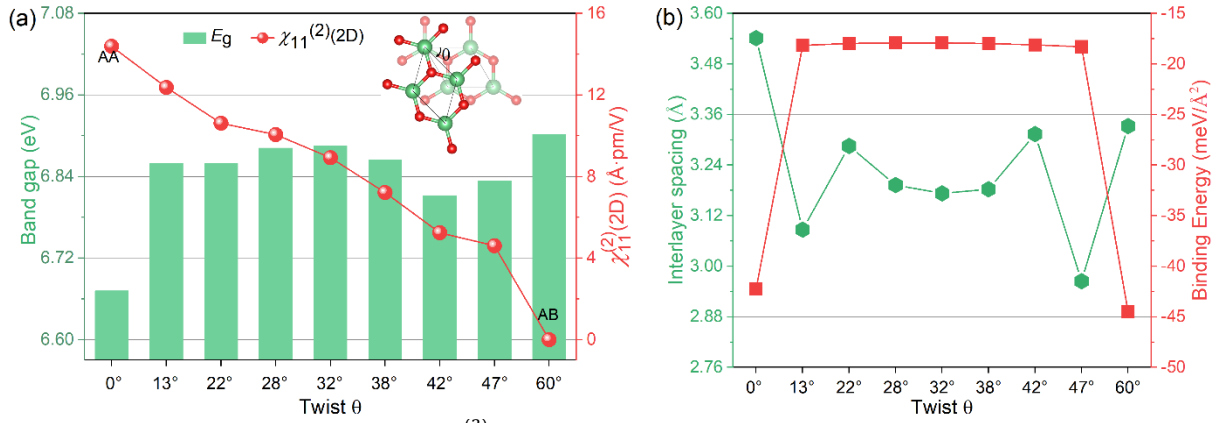 (a)
Band gap (eV)
7.08
6.96
6.84
6.72
6.60
Eg
χ11(2)(2D)
θ
AA
AB
16
12
8
4
0
χ11(2)(2D) (Å·pm/V)
0° 13° 22° 28° 32° 38° 42° 47° 60°
Twist θ
(b)
Interlayer spacing (Å)
3.60
3.48
3.36
3.24
3.12
3.00
2.88
2.76
-15
-20
-25
-30
-35
-40
-45
-50
Binding Energy (meV/Å²)
0° 13° 22° 28° 32° 38° 42° 47° 60°
Twist θ